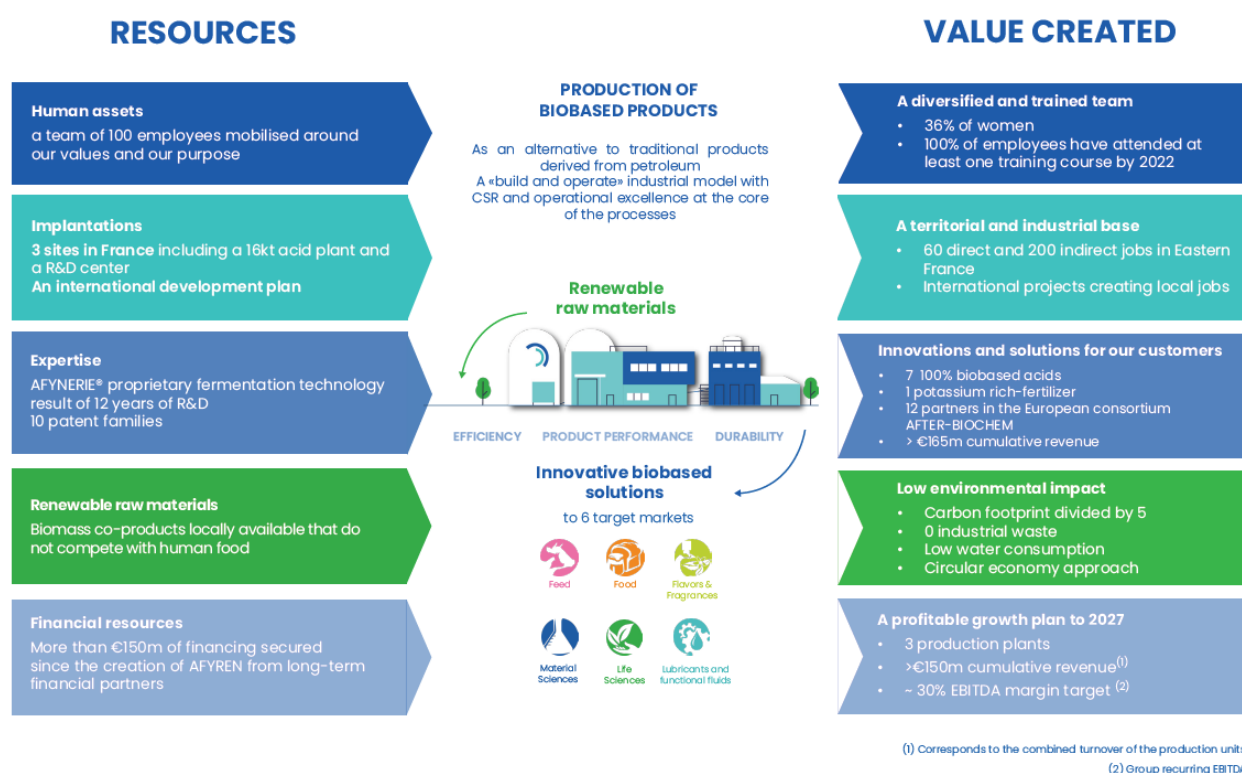 RESOURCES
Human assets
a team of 100 employees mobilised around
our values and our purpose
Implantations
3 sites in France including a 16kt acid plant and
a R&D center
An international development plan
Expertise
AFYNERIE® proprietary fermentation technology
result of 12 years of R&D
10 patent families
Renewable raw materials
Biomass co-products locally available that do
not compete with human food
Financial resources
More than €150m of financing secured
since the creation of AFYREN from long-term
financial partners
PRODUCTION OF
BIOBASED PRODUCTS
As an alternative to traditional products
derived from petroleum
A «build and operate» industrial model with
CSR and operational excellence at the core
of the processes
Renewable
raw materials
EFFICIENCY PRODUCT PERFORMANCE DURABILITY
Innovative biobased
solutions
to 6 target markets
Feed
Food
Flavors &
Fragrances
Material
Sciences
Life
Sciences
Lubricants and
functional fluids
VALUE CREATED
A diversified and trained team
• 36% of women
• 100% of employees have attended at
least one training course by 2022
A territorial and industrial base
• 60 direct and 200 indirect jobs in Eastern
France
• International projects creating local jobs
Innovations and solutions for our customers
• 7 100% biobased acids
• 1 potassium rich-fertilizer
• 12 partners in the European consortium
AFTER-BIOCHEM
• > €165m cumulative revenue
Low environmental impact
• Carbon footprint divided by 5
• 0 industrial waste
• Low water consumption
• Circular economy approach
A profitable growth plan to 2027
• 3 production plants
• >€150m cumulative revenue(1)
• ~ 30% EBITDA margin target (2)
(1) Corresponds to the combined turnover of the production units
(2) Group recurring EBITDA